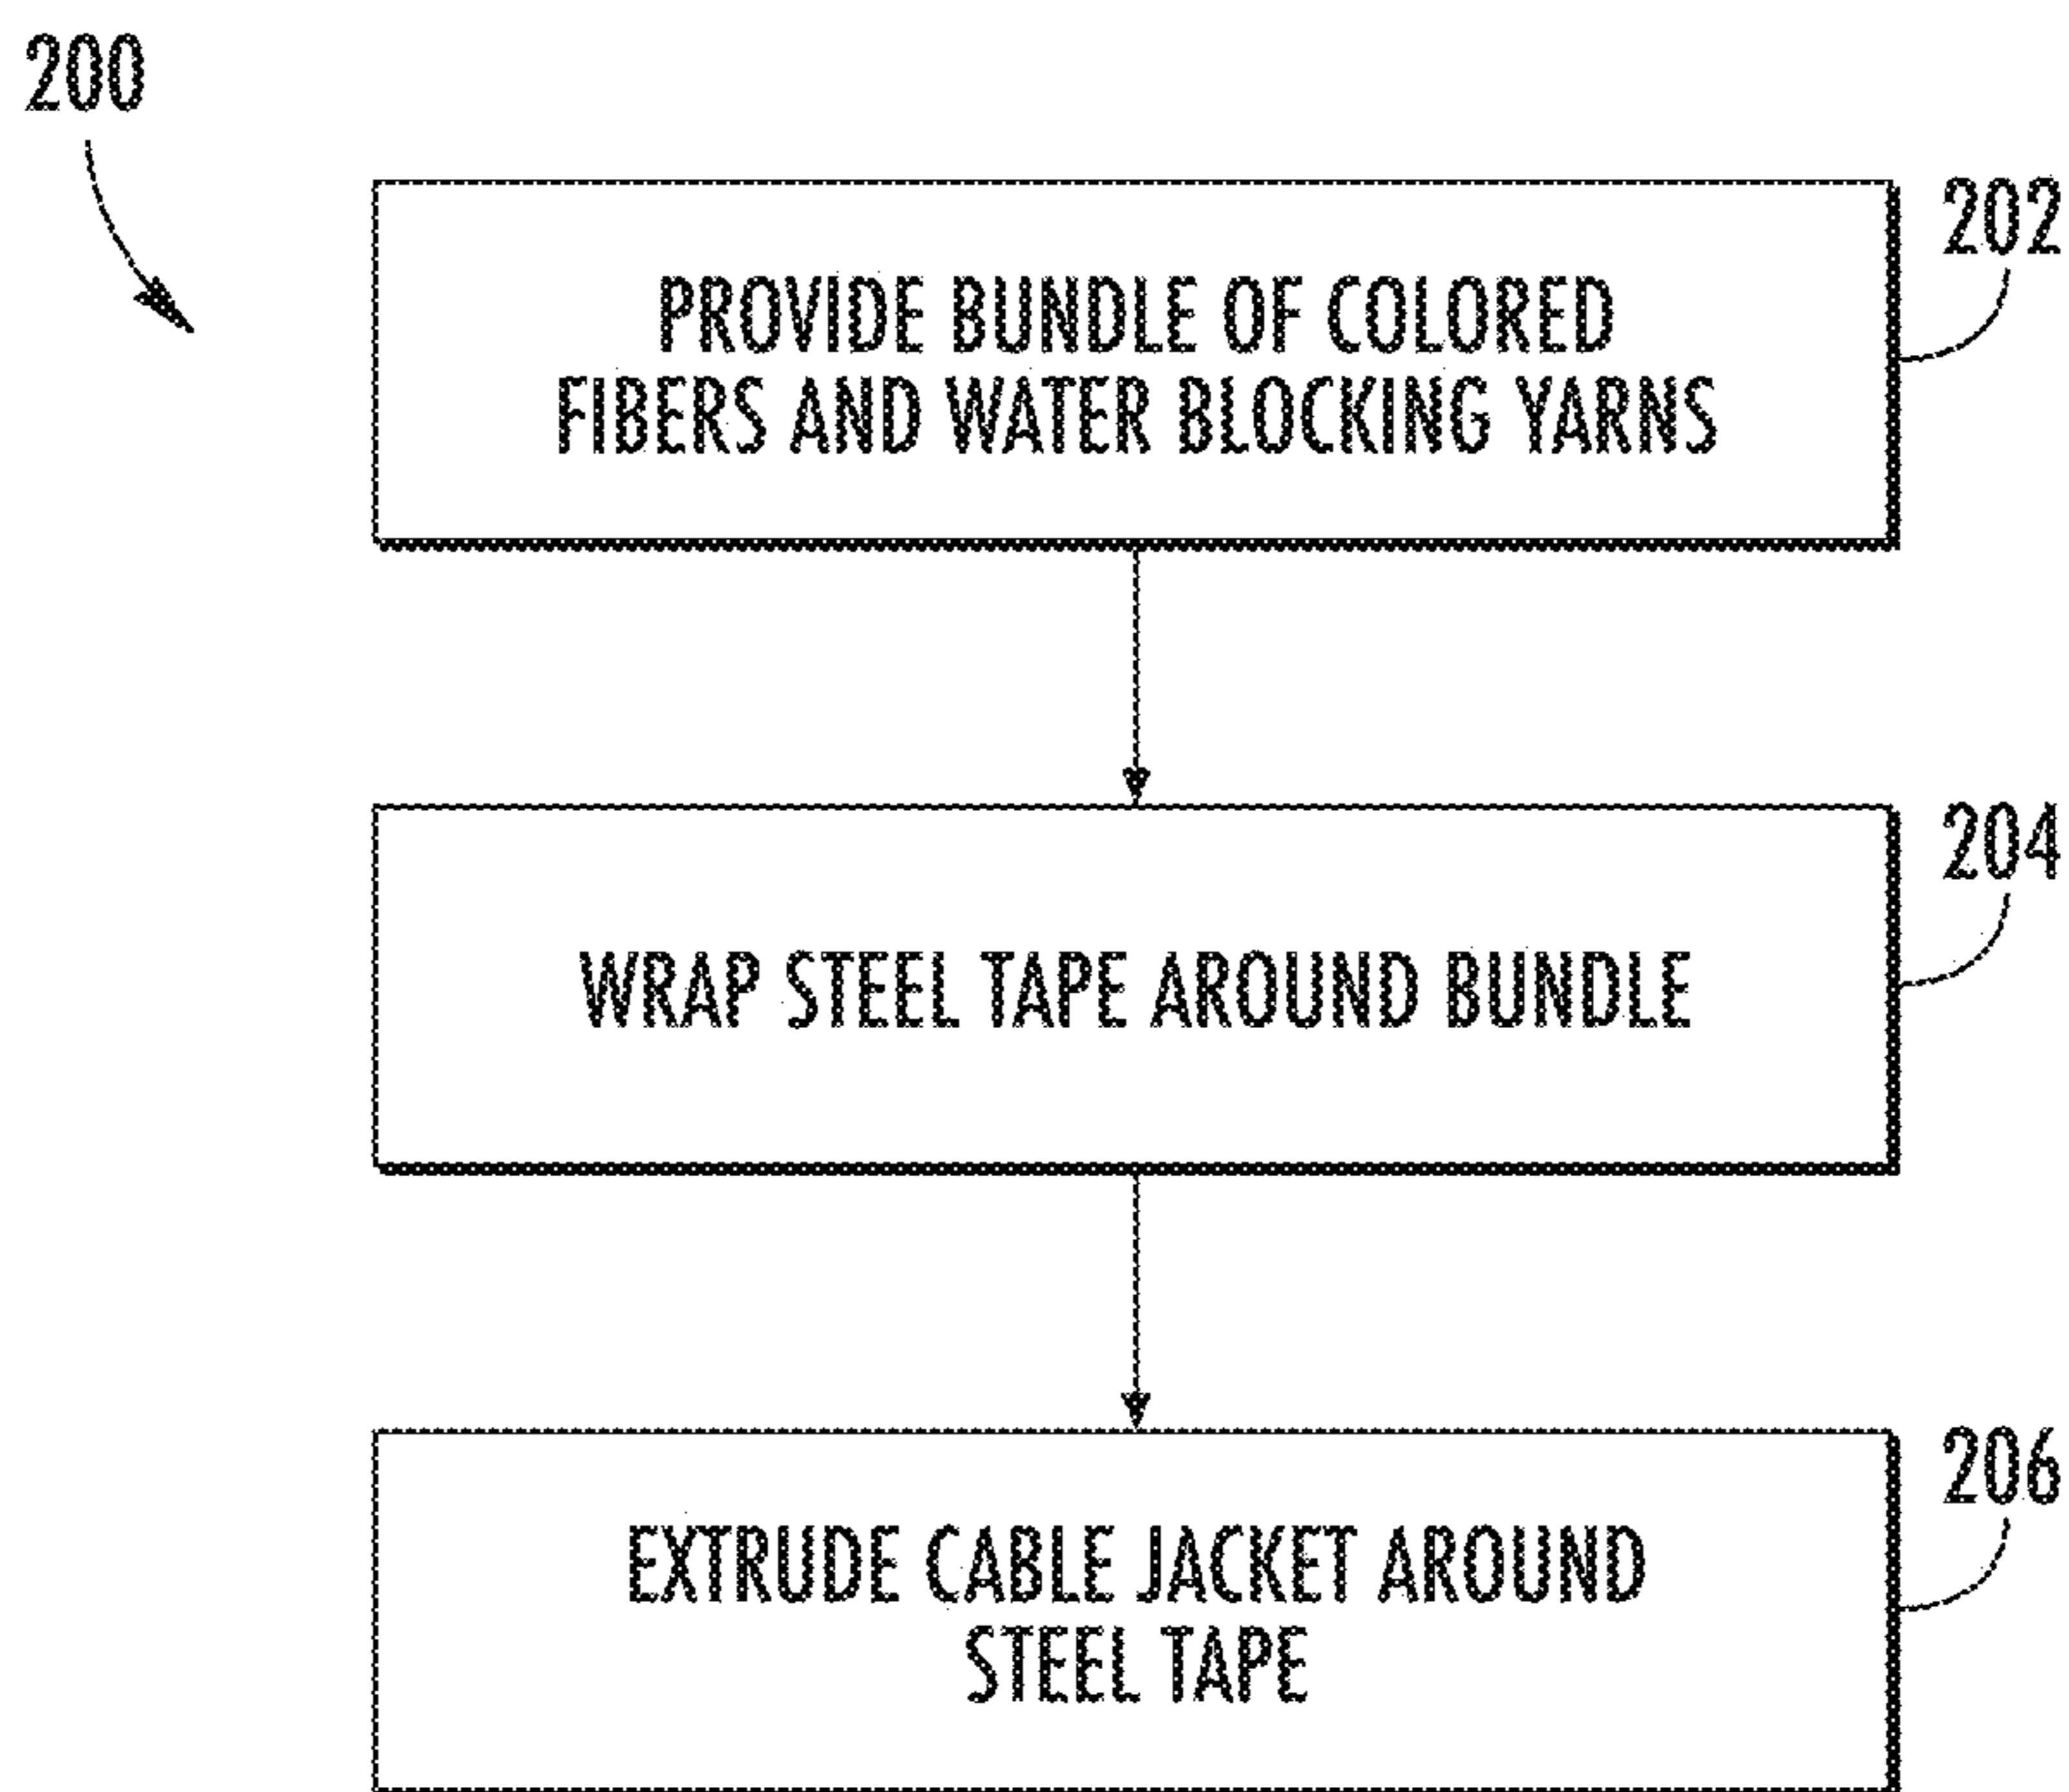 200
202
PROVIDE BUNDLE OF COLORED
FIBERS AND WATER BLOCKING YARNS
204
WRAP STEEL TAPE AROUND BUNDLE
206
EXTRUDE CABLE JACKET AROUND
STEEL TAPE